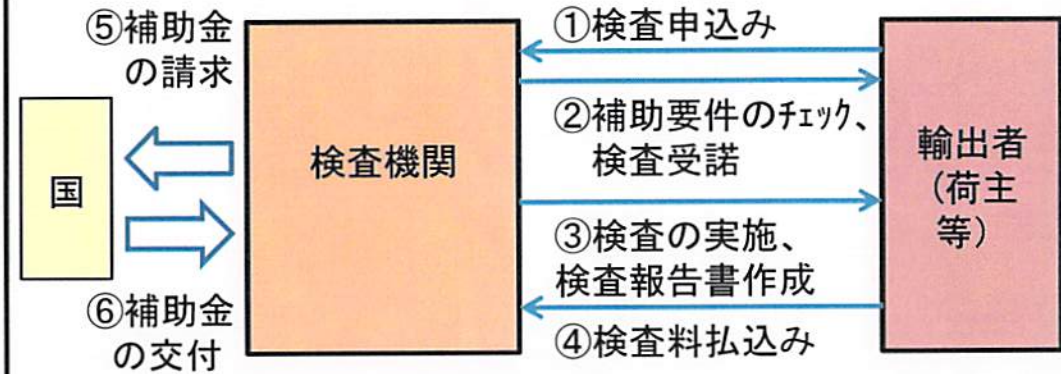 ⑤補助金
の請求
国
⑥補助金
の交付
検査機関
①検査申込み
②補助要件のチェック、
検査受諾
③検査の実施、
検査報告書作成
④検査料払込み
輸出者
（荷主
等）